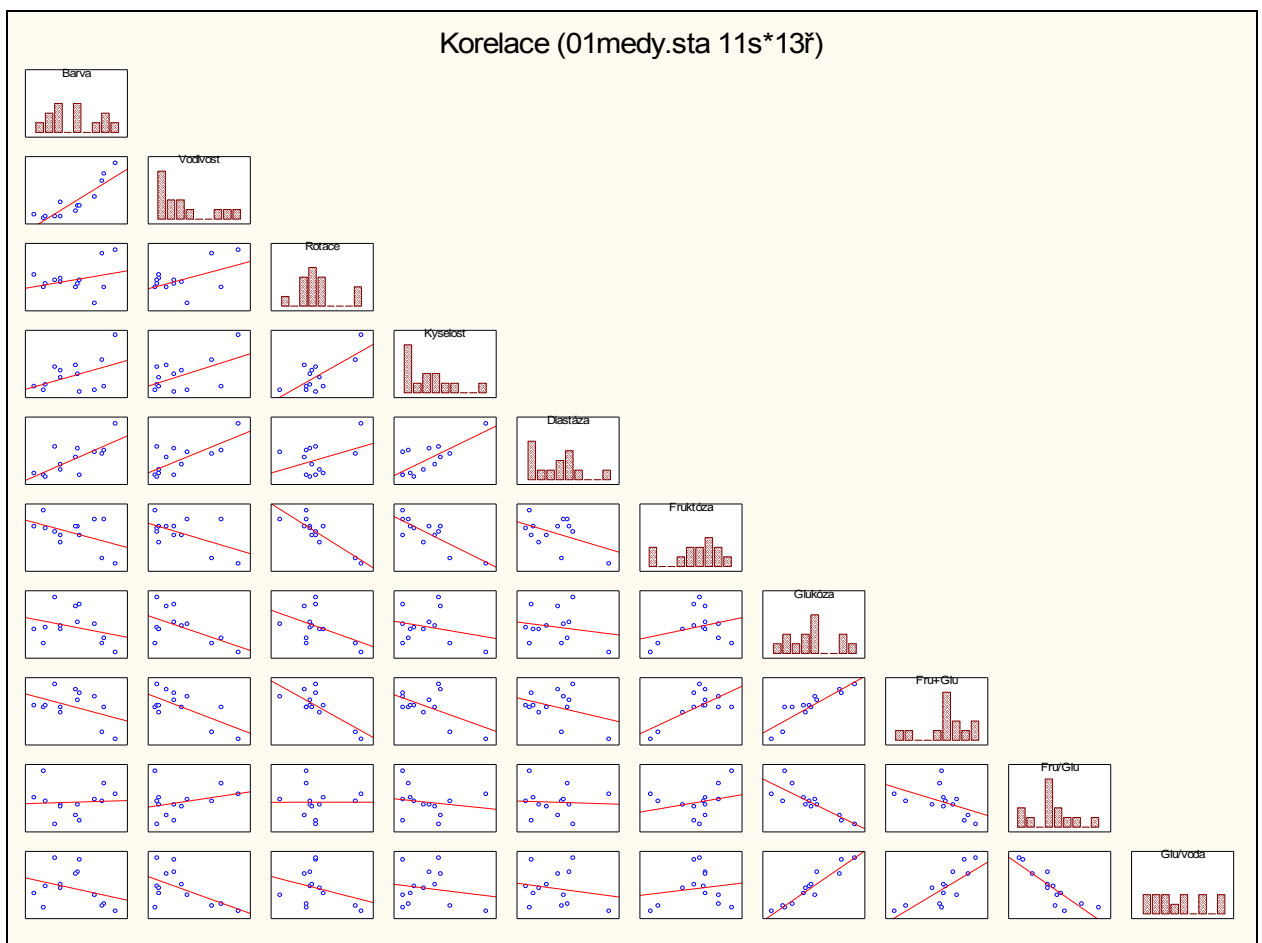 Korelace (01medy.sta 11s*13ř)
Barva
Vodivost
Rotace
Kyselost
Diastáza
Fruktóza
Glukóza
Fru+Glu
Fru/Glu
Glu/voda